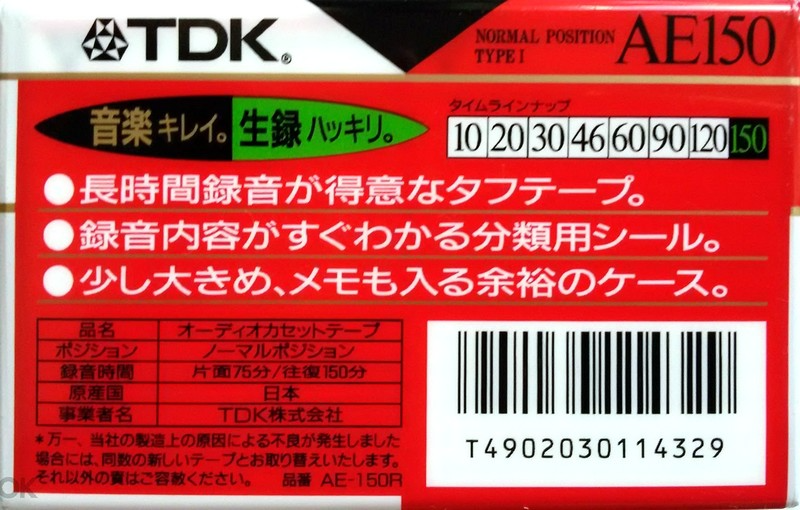 TDK®
NORMAL POSITION
TYPE I
AE150
音楽キレイ。生録ハッキリ。
タイムラインナップ
10 20 30 46 60 90 120 150
●長時間録音が得意なタフテープ。
●録音内容がすぐわかる分類用シール。
●少し大きめ、メモも入る余裕のケース。
品名 オーディオカセットテープ
ポジション ノーマルポジション
録音時間 片面75分/往復150分
原産国 日本
事業者名 TDK株式会社
*万一、当社の製造上の原因による不良が発生しました
場合には、同数の新しいテープとお取り替えいたします。
それ以外の責はご容赦ください。 品番 AE-150R
T4902030114329
OK